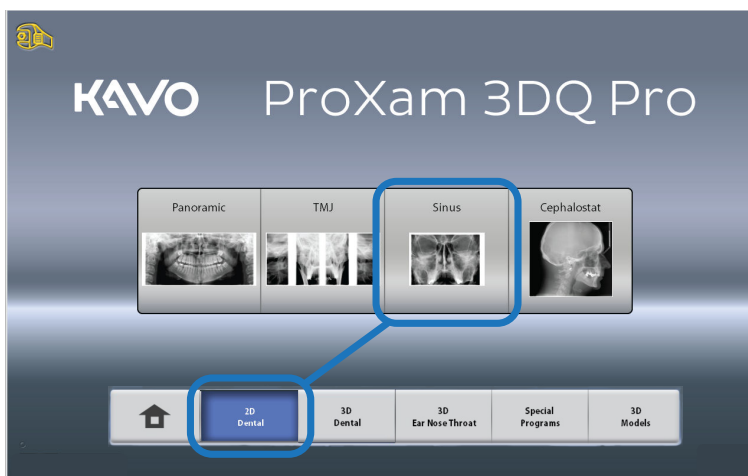 KAVO ProXam 3DQ Pro
Panoramic
TMJ
Sinus
Cephalostat
2D
Dental
3D
Dental
3D
Ear Nose Throat
Special
Programs
3D
Models